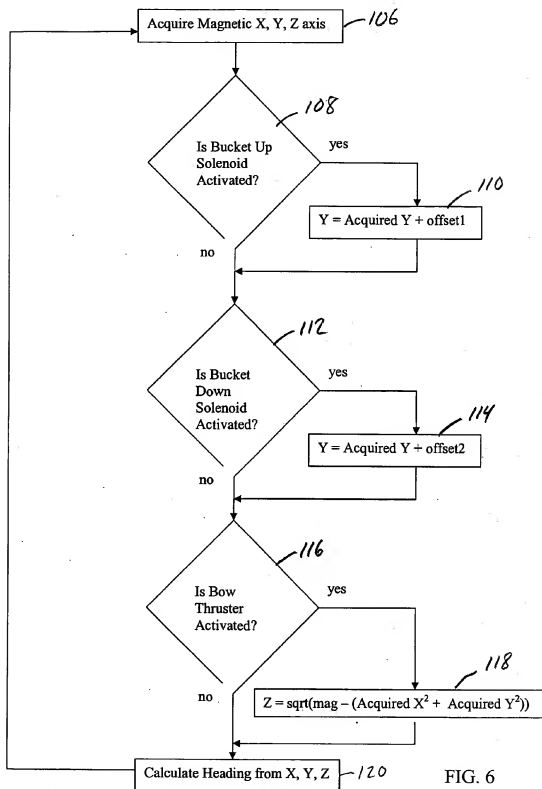 Acquire Magnetic X, Y, Z axis
106
108
Is Bucket Up
Solenoid
Activated?
yes
110
Y = Acquired Y + offset1
no
112
Is Bucket
Down
Solenoid
Activated?
yes
114
Y = Acquired Y + offset2
no
116
Is Bow
Thruster
Activated?
yes
118
Z = sqrt(mag – (Acquired X² + Acquired Y²))
no
Calculate Heading from X, Y, Z
120
FIG. 6